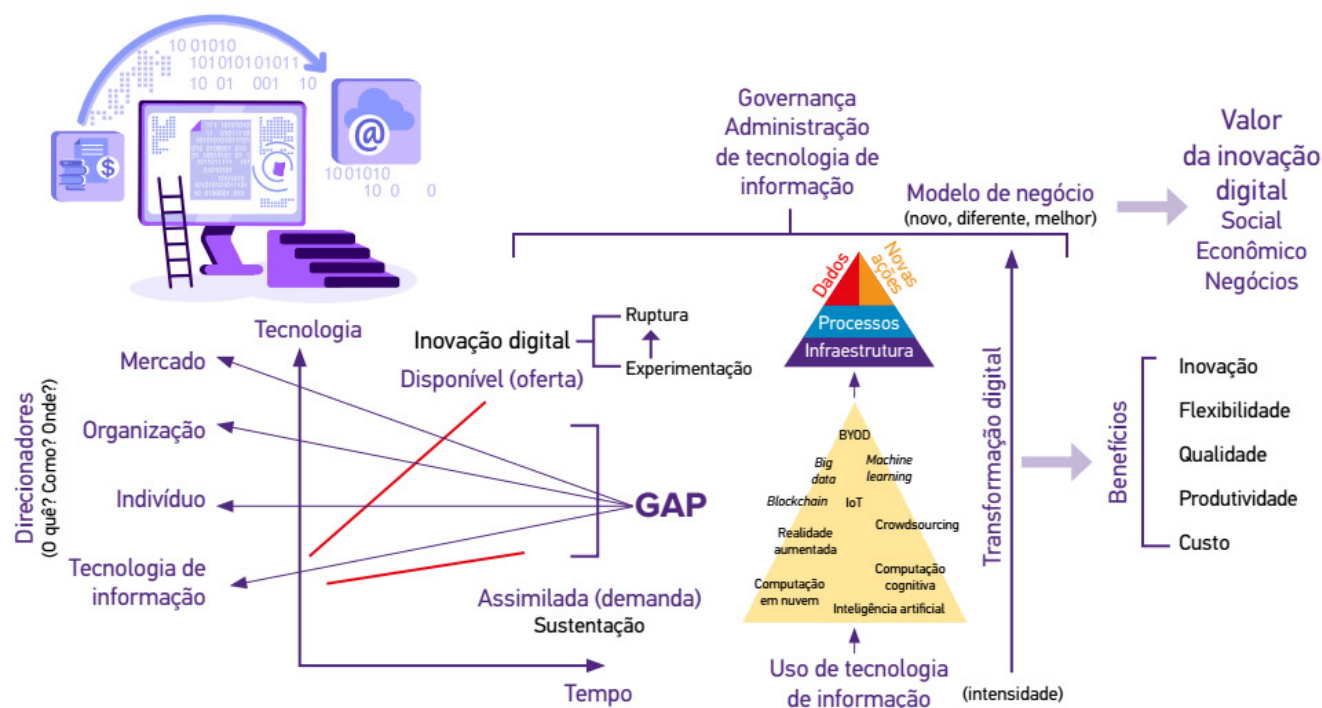 10 01010
1010101 01011
10 01 001 10
$
@
1001010
10 0 0
Governança
Administração
de tecnologia de
informação
Modelo de negócio
(novo, diferente, melhor)
Valor
da inovação
digital
Social
Econômico
Negócios
Direcionadores
(O quê? Como? Onde?)
Mercado
Organização
Indivíduo
Tecnologia de
informação
Tecnologia
Tempo
Inovação digital
Ruptura
Experimentação
Disponível (oferta)
GAP
Assimilada (demanda)
Sustentação
Dados
Novas
ações
Processos
Infraestrutura
BYOD
Big
data
Machine
learning
Blockchain
IoT
Crowdsourcing
Realidade
aumentada
Computação
em nuvem
Computação
cognitiva
Inteligência artificial
Uso de tecnologia
de informação
Transformação digital
(intensidade)
Benefícios
Inovação
Flexibilidade
Qualidade
Produtividade
Custo